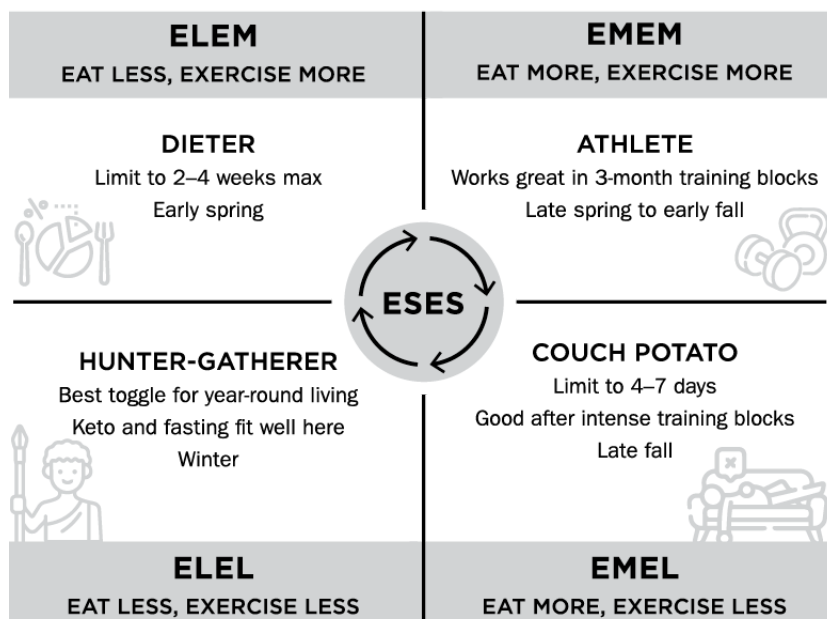 ELEM
EAT LESS, EXERCISE MORE
DIETER
Limit to 2–4 weeks max
Early spring
EMEM
EAT MORE, EXERCISE MORE
ATHLETE
Works great in 3-month training blocks
Late spring to early fall
ESES
HUNTER-GATHERER
Best toggle for year-round living
Keto and fasting fit well here
Winter
ELEL
EAT LESS, EXERCISE LESS
COUCH POTATO
Limit to 4–7 days
Good after intense training blocks
Late fall
EMEL
EAT MORE, EXERCISE LESS